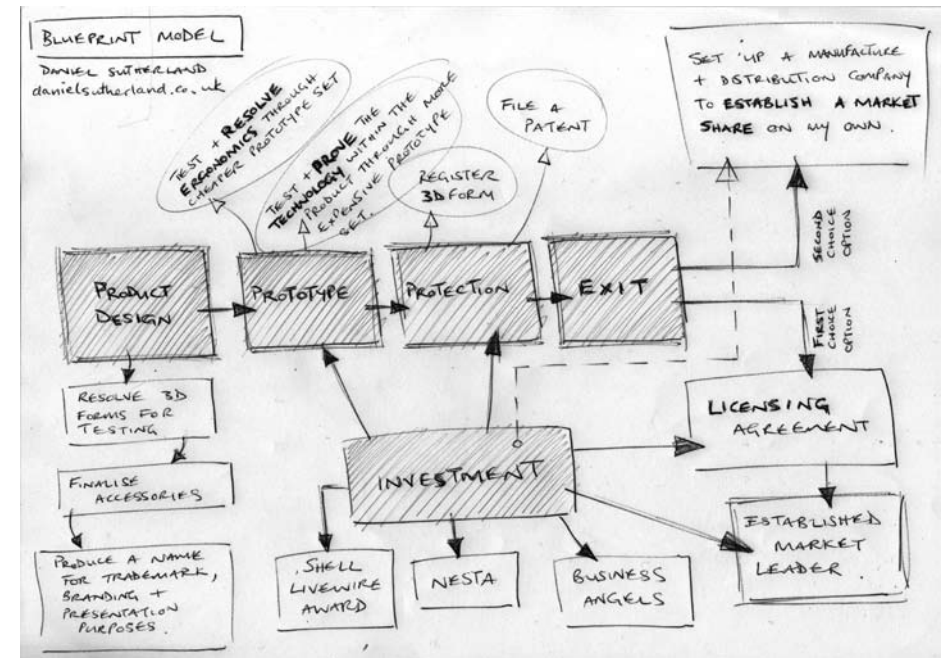 BLUEPRINT MODEL
DANIEL SUTHERLAND
danielsutherland.co.uk
TEST + RESOLVE
ERGONOMICS THROUGH
CHEAPER PROTOTYPE SET
TEST + PROVE THE
TECHNOLOGY WITHIN THE
PRODUCT THROUGH MORE
EXPENSIVE PROTOTYPE
SET.
REGISTER
3D FORM
FILE A
PATENT
SET UP A MANUFACTURE
+ DISTRIBUTION COMPANY
TO ESTABLISH A MARKET
SHARE ON MY OWN.
PRODUCT
DESIGN
PROTOTYPE
PROTECTION
EXIT
SECOND
CHOICE
OPTION
FIRST
CHOICE
OPTION
RESOLVE 3D
FORMS FOR
TESTING
FINALISE
ACCESSORIES
PRODUCE A NAME
FOR TRADEMARK,
BRANDING +
PRESENTATION
PURPOSES.
INVESTMENT
SHELL
LIVEWIRE
AWARD
NESTA
BUSINESS
ANGELS
LICENSING
AGREEMENT
ESTABLISHED
MARKET
LEADER